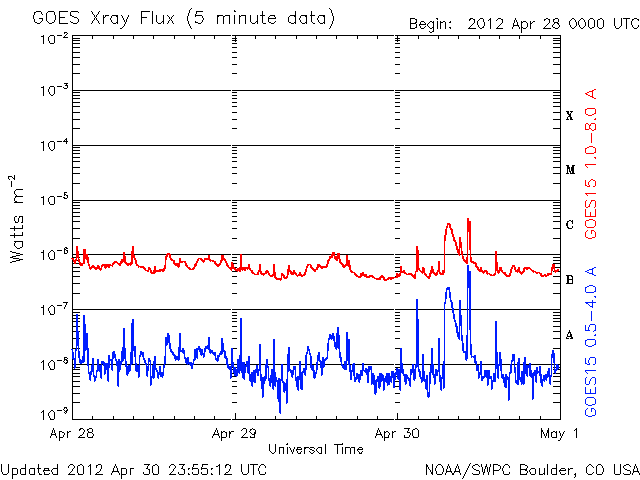 GOES Xray Flux (5 minute data)
Begin: 2012 Apr 28 0000 UTC
10⁻²
10⁻³
10⁻⁴
10⁻⁵
10⁻⁶
10⁻⁷
10⁻⁸
10⁻⁹
Watts m⁻²
X
M
C
B
A
GOES15 1.0-8.0 A
GOES15 0.5-4.0 A
Apr 28
Apr 29
Apr 30
May 1
Universal Time
Updated 2012 Apr 30 23:55:12 UTC
NOAA/SWPC Boulder, CO USA